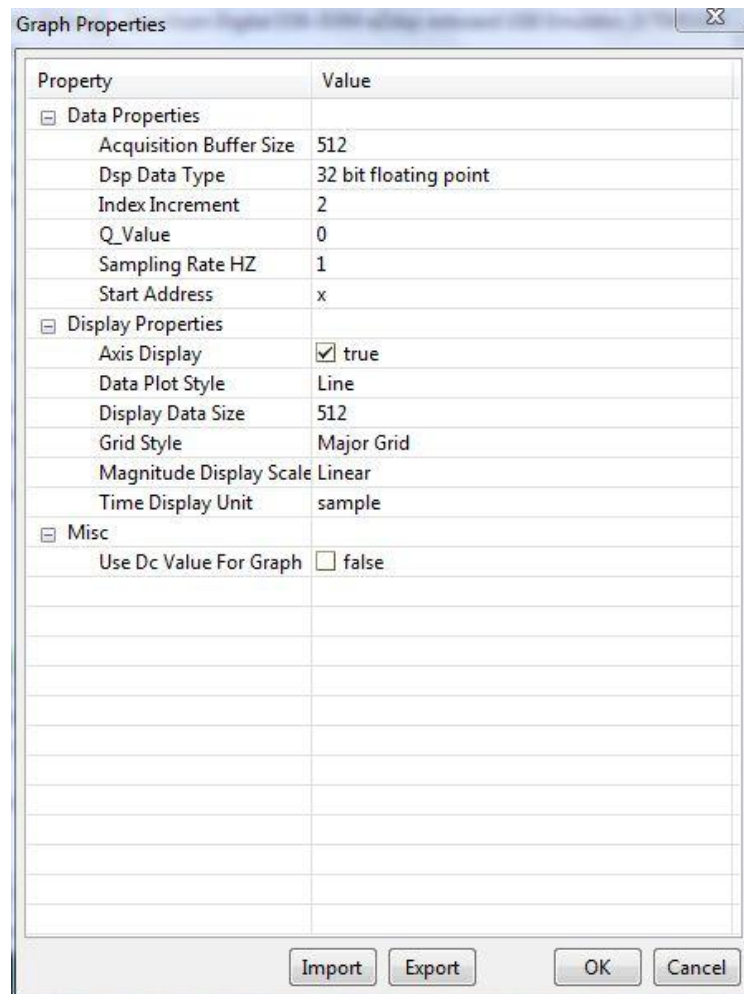 Graph Properties
Property Value
Data Properties
Acquisition Buffer Size 512
Dsp Data Type 32 bit floating point
Index Increment 2
Q_Value 0
Sampling Rate HZ 1
Start Address x
Display Properties
Axis Display true
Data Plot Style Line
Display Data Size 512
Grid Style Major Grid
Magnitude Display Scale Linear
Time Display Unit sample
Misc
Use Dc Value For Graph false
Import Export OK Cancel